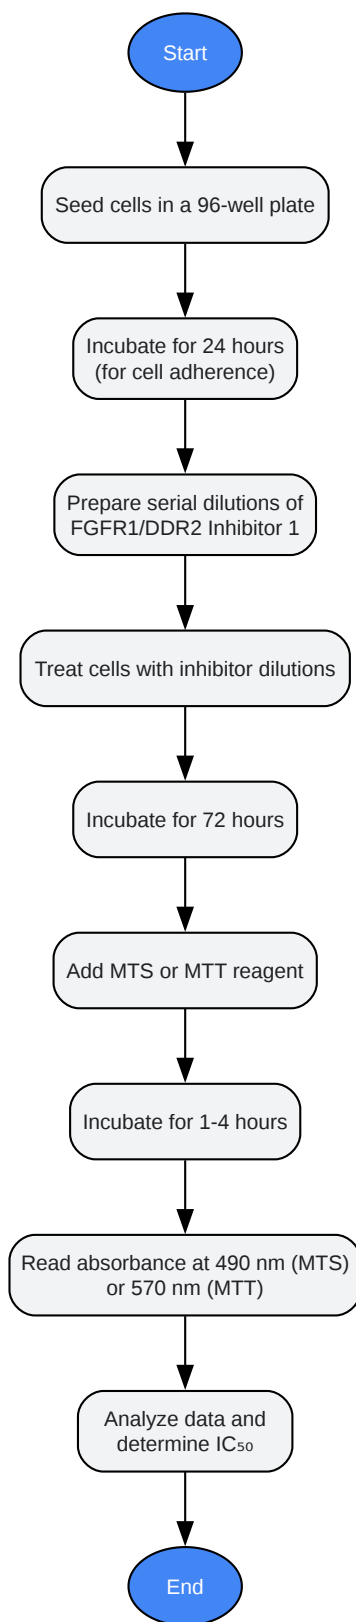 Start
Seed cells in a 96-well plate
Incubate for 24 hours
(for cell adherence)
Prepare serial dilutions of
FGFR1/DDR2 Inhibitor 1
Treat cells with inhibitor dilutions
Incubate for 72 hours
Add MTS or MTT reagent
Incubate for 1-4 hours
Read absorbance at 490 nm (MTS)
or 570 nm (MTT)
Analyze data and
determine IC₅₀
End